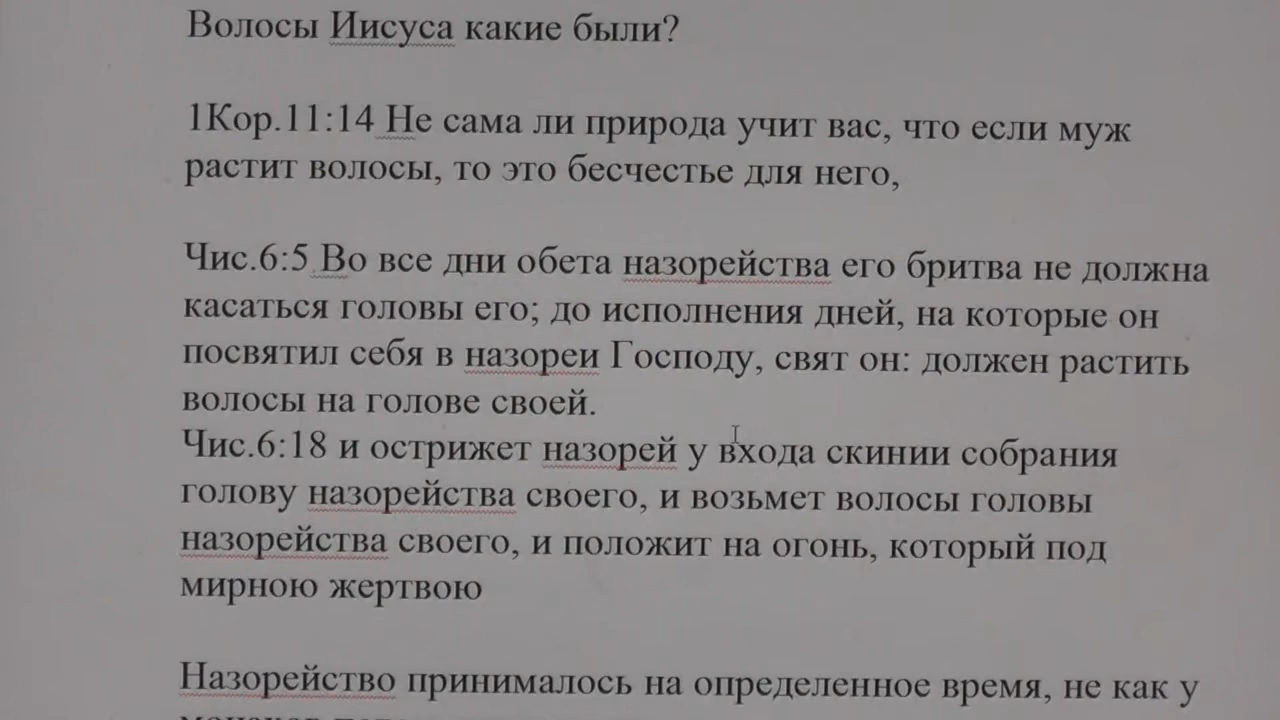 Волосы Иисуса какие были?
1Кор.11:14 Не сама ли природа учит вас, что если муж
растит волосы, то это бесчестье для него,
Чис.6:5 Во все дни обета назорейства его бритва не должна
касаться головы его; до исполнения дней, на которые он
посвятил себя в назореи Господу, свят он: должен растить
волосы на голове своей.
Чис.6:18 и острижет назорей у входа скинии собрания
голову назорейства своего, и возьмет волосы головы
назорейства своего, и положит на огонь, который под
мирною жертвою
Назорейство принималось на определенное время, не как у